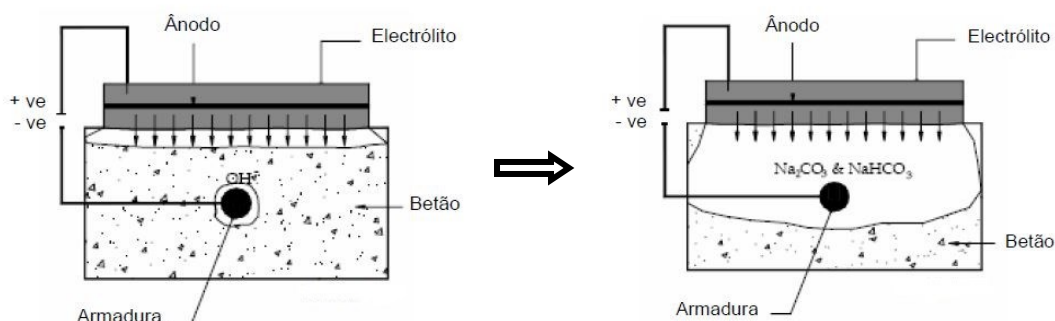 Ânodo
Electrólito
+ ve
- ve
OH⁻
Betão
Armadura
Ânodo
Electrólito
+ ve
- ve
Na₂CO₃ & NaHCO₃
Betão
Armadura